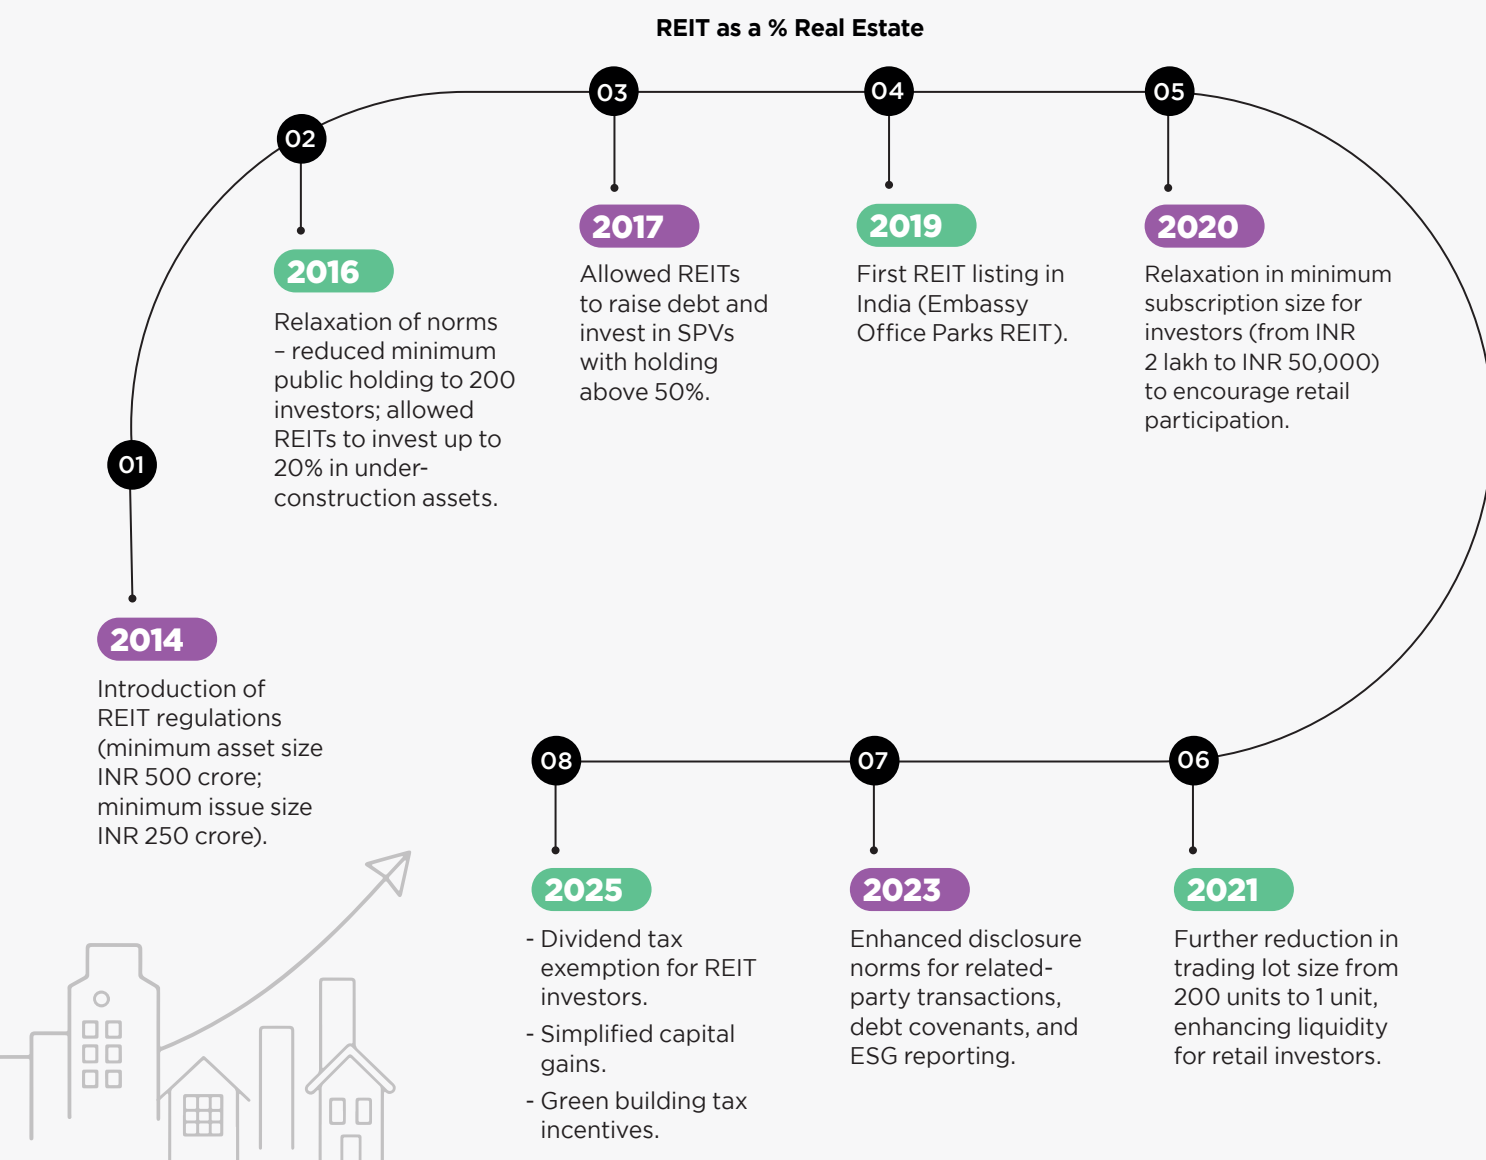 REIT as a % Real Estate
01
2014
Introduction of
REIT regulations
(minimum asset size
INR 500 crore;
minimum issue size
INR 250 crore).
02
2016
Relaxation of norms
– reduced minimum
public holding to 200
investors; allowed
REITs to invest up to
20% in under-
construction assets.
03
2017
Allowed REITs
to raise debt and
invest in SPVs
with holding
above 50%.
04
2019
First REIT listing in
India (Embassy
Office Parks REIT).
05
2020
Relaxation in minimum
subscription size for
investors (from INR
2 lakh to INR 50,000)
to encourage retail
participation.
06
2021
Further reduction in
trading lot size from
200 units to 1 unit,
enhancing liquidity
for retail investors.
07
2023
Enhanced disclosure
norms for related-
party transactions,
debt covenants, and
ESG reporting.
08
2025
- Dividend tax
exemption for REIT
investors.
- Simplified capital
gains.
- Green building tax
incentives.